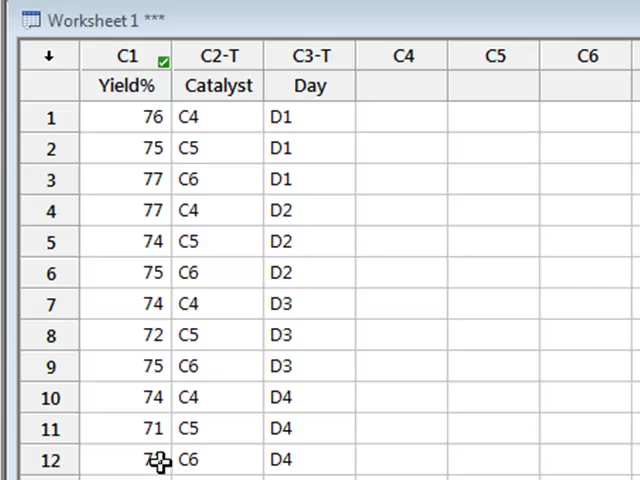 Worksheet 1 ***
↓ C1 C2-T C3-T C4 C5 C6
Yield% Catalyst Day
1 76 C4 D1
2 75 C5 D1
3 77 C6 D1
4 77 C4 D2
5 74 C5 D2
6 75 C6 D2
7 74 C4 D3
8 72 C5 D3
9 75 C6 D3
10 74 C4 D4
11 71 C5 D4
12 C6 D4